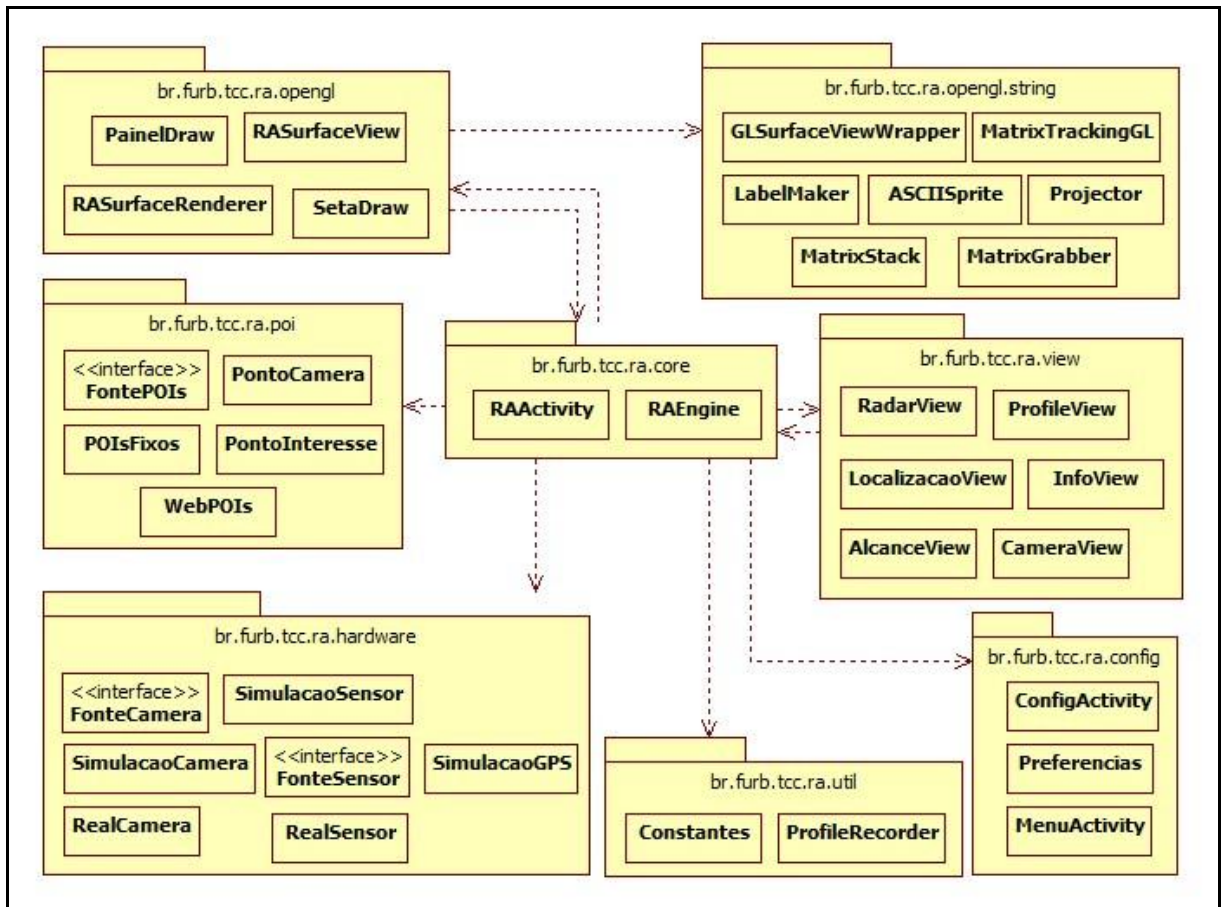 br.furb.tcc.ra.opengl
PainelDraw
RASurfaceView
RASurfaceRenderer
SetaDraw
br.furb.tcc.ra.opengl.string
GLSurfaceViewWrapper
MatrixTrackingGL
LabelMaker
ASCIISprite
Projector
MatrixStack
MatrixGrabber
br.furb.tcc.ra.poi
<<interface>>
FontePOIs
PontoCamera
POIsFixos
PontoInteresse
WebPOIs
br.furb.tcc.ra.core
RAActivity
RAEngine
br.furb.tcc.ra.view
RadarView
ProfileView
LocalizacaoView
InfoView
AlcanceView
CameraView
br.furb.tcc.ra.hardware
<<interface>>
FonteCamera
SimulacaoSensor
SimulacaoCamera
<<interface>>
FonteSensor
SimulacaoGPS
RealCamera
RealSensor
br.furb.tcc.ra.util
Constantes
ProfileRecorder
br.furb.tcc.ra.config
ConfigActivity
Preferencias
MenuActivity